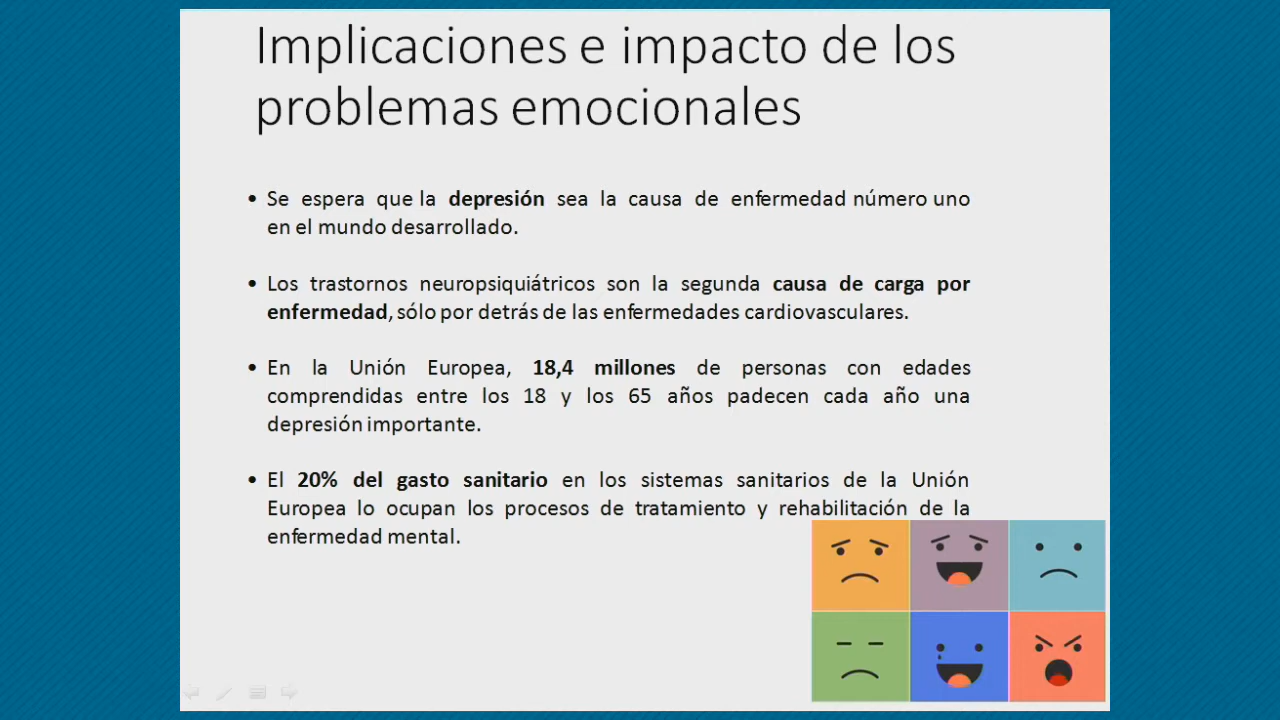 Implicaciones e impacto de los
problemas emocionales
• Se espera que la depresión sea la causa de enfermedad número uno
en el mundo desarrollado.
• Los trastornos neuropsiquiátricos son la segunda causa de carga por
enfermedad, sólo por detrás de las enfermedades cardiovasculares.
• En la Unión Europea, 18,4 millones de personas con edades
comprendidas entre los 18 y los 65 años padecen cada año una
depresión importante.
• El 20% del gasto sanitario en los sistemas sanitarios de la Unión
Europea lo ocupan los procesos de tratamiento y rehabilitación de la
enfermedad mental.